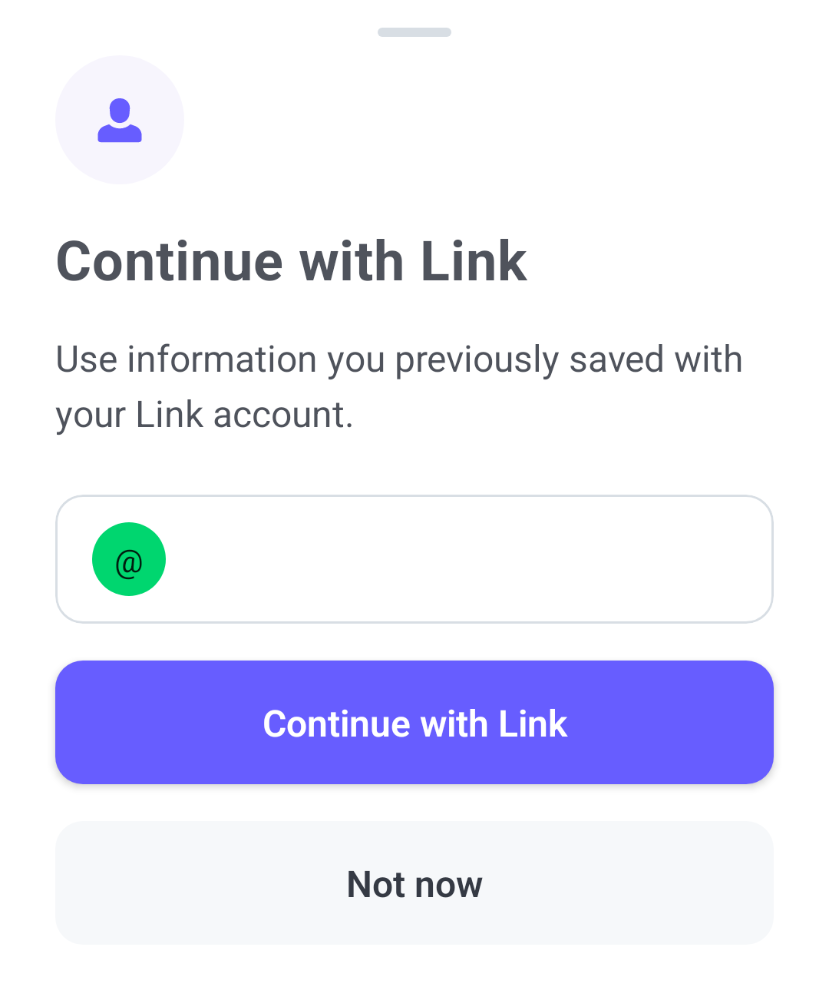 Continue with Link
Use information you previously saved with
your Link account.
@
Continue with Link
Not now